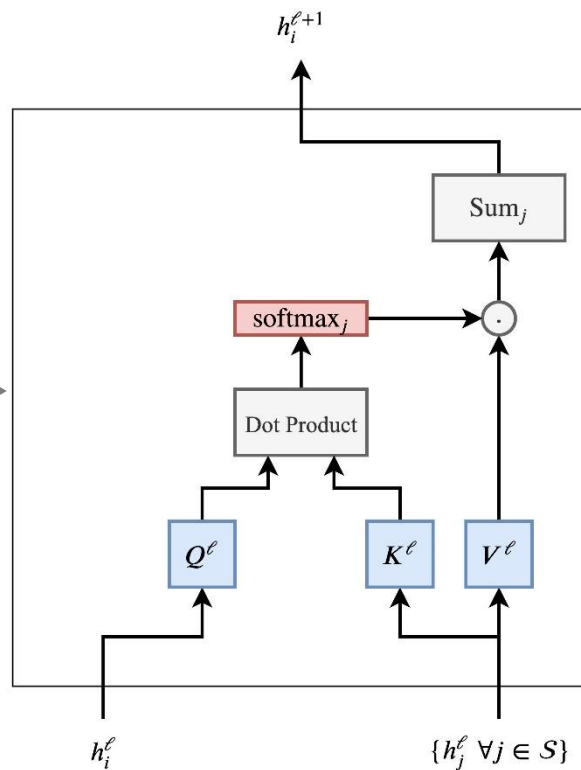 h_i^{ℓ+1}
Sum_j
softmax_j
.
Dot Product
Q^ℓ
K^ℓ
V^ℓ
h_i^ℓ
{h_j^ℓ ∀j ∈ S}